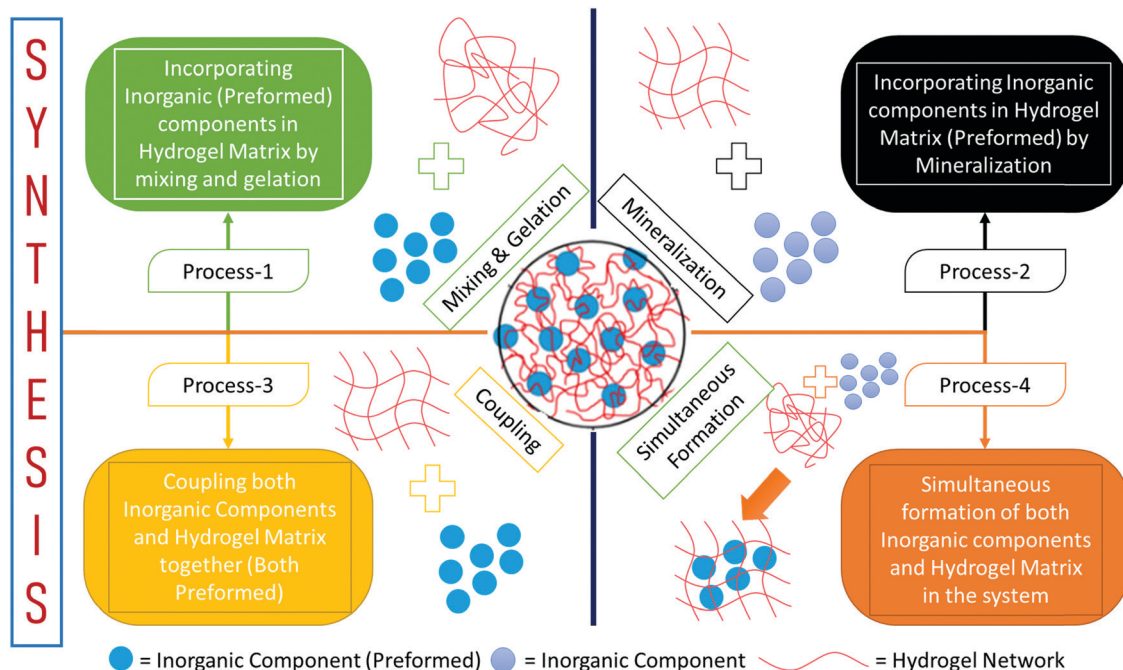 SYNTHESIS
Incorporating
Inorganic (Preformed)
components in
Hydrogel Matrix by
mixing and gelation
Process-1
Mixing & Gelation
Mineralization
Incorporating Inorganic
components in Hydrogel
Matrix (Preformed) by
Mineralization
Process-2
Process-3
Coupling
Coupling both
Inorganic Components
and Hydrogel Matrix
together (Both
Preformed)
Simultaneous
Formation
Process-4
Simultaneous
formation of both
Inorganic components
and Hydrogel Matrix
in the system
= Inorganic Component (Preformed) = Inorganic Component = Hydrogel Network